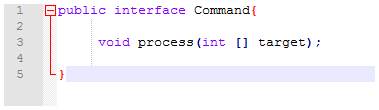 1 public interface Command{
2
3 void process(int [] target);
4
5 }